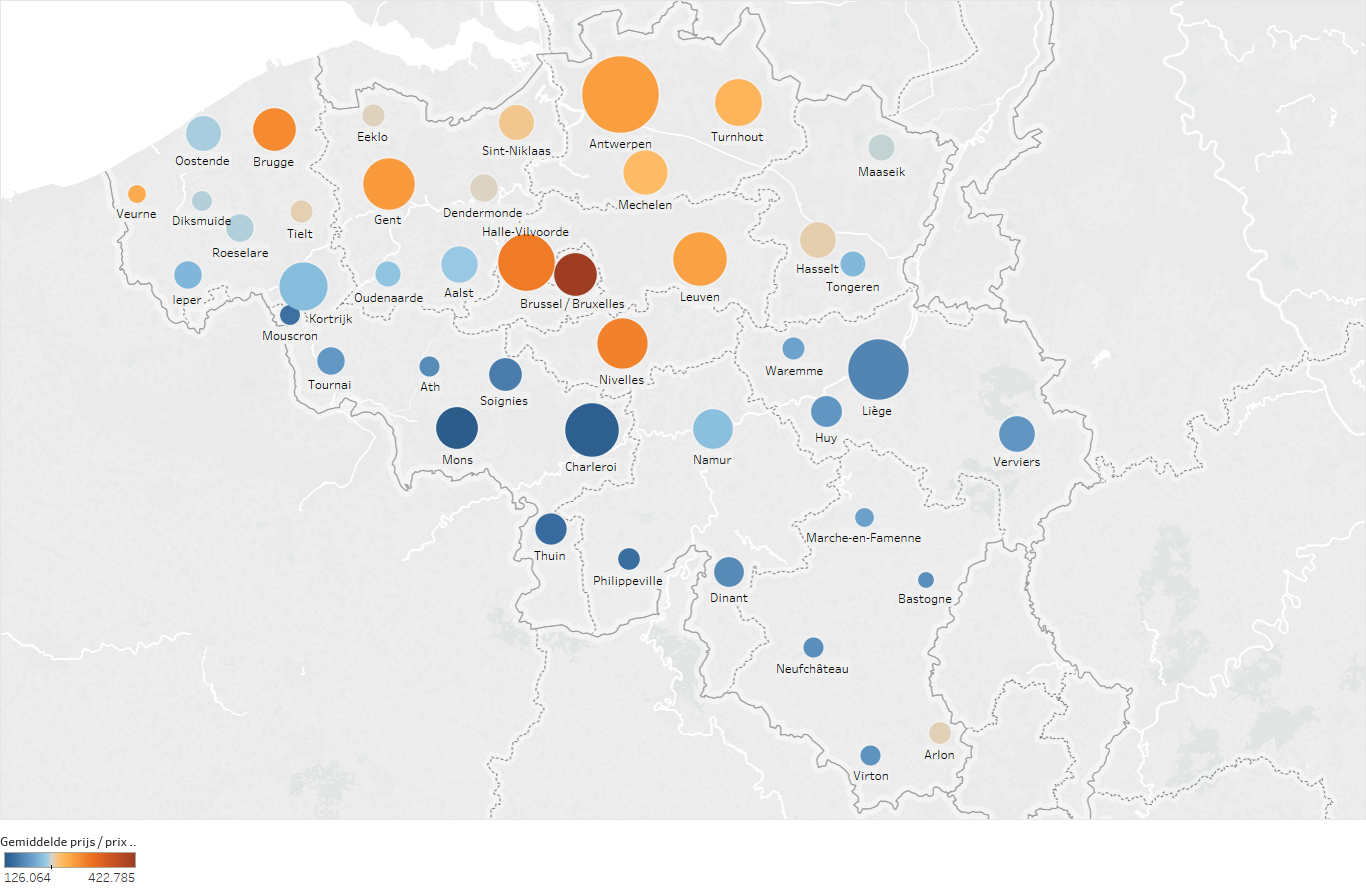 Eeklo
Sint-Niklaas
Antwerpen
Turnhout
Oostende
Brugge
Maaseik
Veurne
Diksmuide
Tielt
Gent
Dendermonde
Mechelen
Roeselare
Halle-Vilvoorde
Hasselt
Tongeren
Ieper
Oudenaarde
Aalst
Brussel / Bruxelles
Leuven
Kortrijk
Mouscron
Tournai
Ath
Soignies
Nivelles
Waremme
Liège
Huy
Mons
Charleroi
Namur
Verviers
Marche-en-Famenne
Thuin
Philippeville
Dinant
Bastogne
Neufchâteau
Arlon
Virton
Gemiddelde prijs / prix ..
126.064 422.785